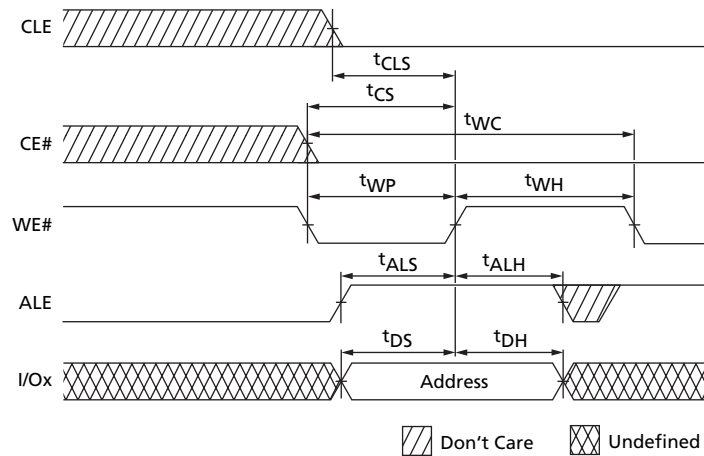 CLE
tCLS
tCS
tWC
CE#
tWP
tWH
WE#
tALS
tALH
ALE
tDS
tDH
I/Ox
Address
Don't Care
Undefined